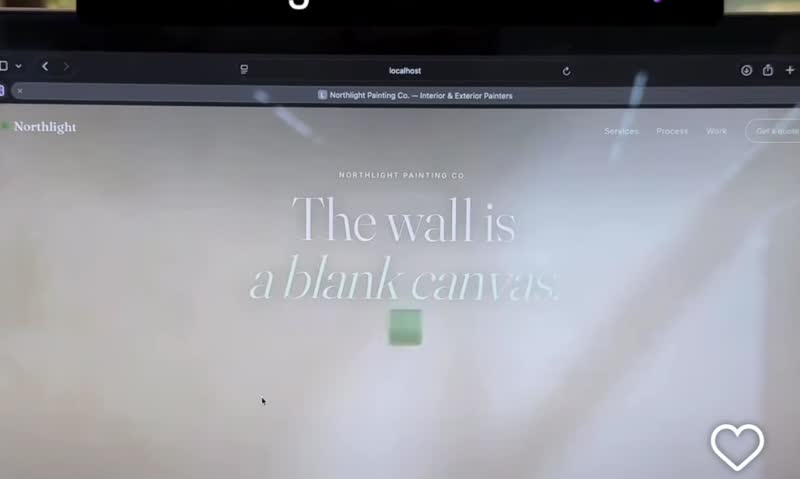 localhost
Northlight Painting Co. — Interior & Exterior Painters
Northlight
Services
Process
Work
Get a quote
NORTHLIGHT PAINTING CO
The wall is
a blank canvas.